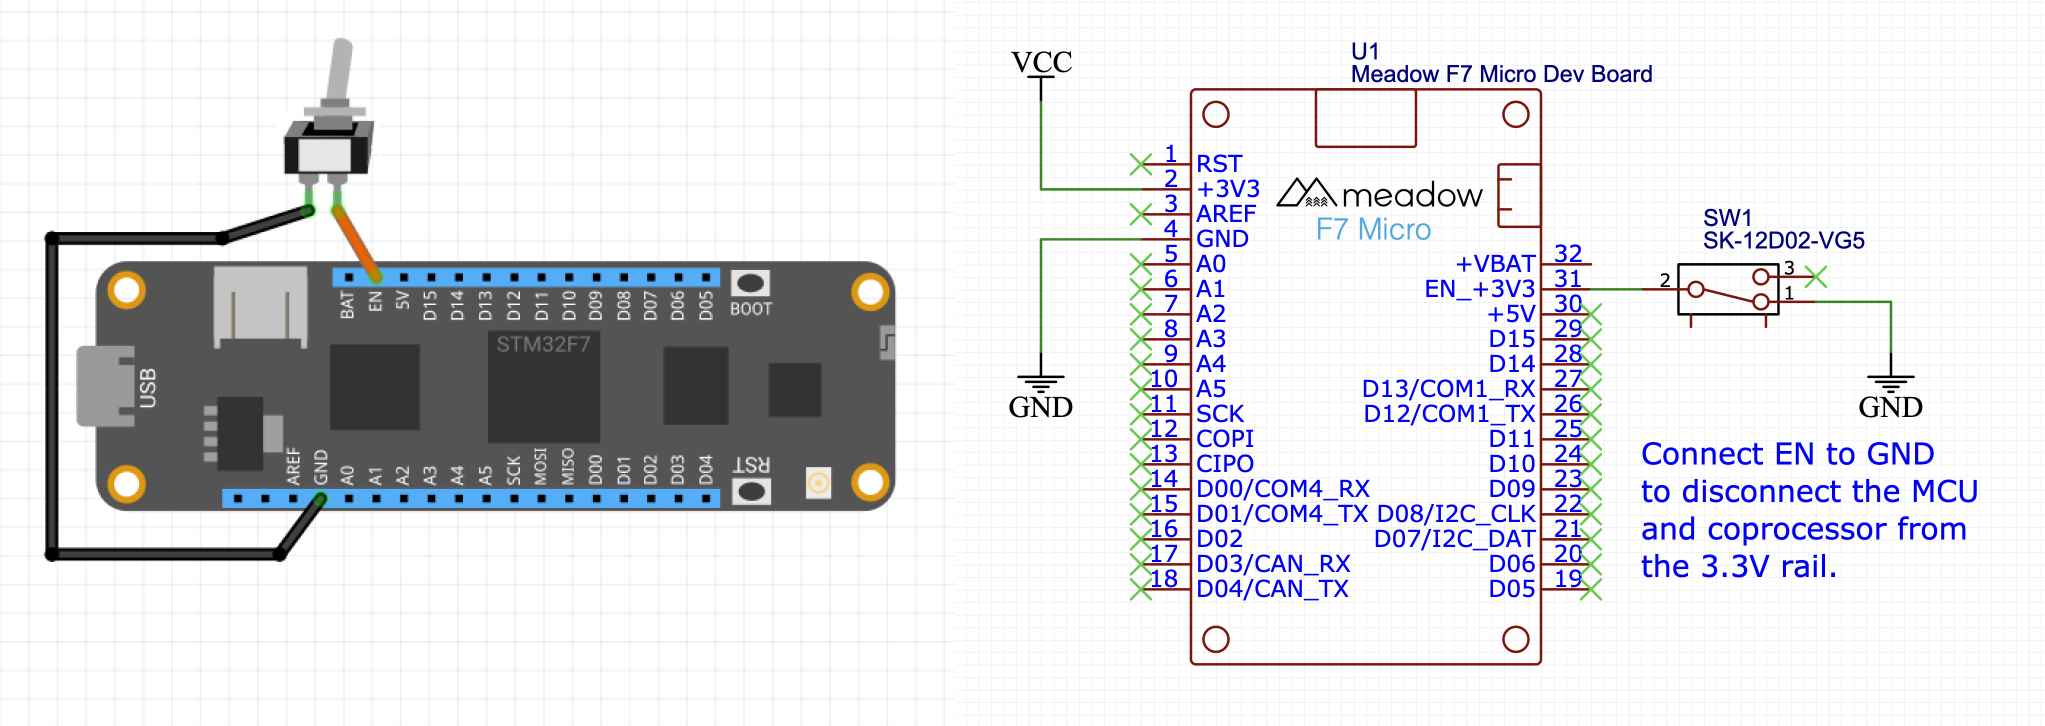 BAT
EN
5V
D15
D14
D13
D12
D11
D10
D09
D08
D07
D06
D05
BOOT
STM32F7
USB
AREF
GND
A0
A1
A2
A3
A4
A5
SCK
MOSI
MISO
D00
D01
D02
D03
D04
RST
VCC
GND
U1
Meadow F7 Micro Dev Board
meadow
F7 Micro
1 RST
2 +3V3
3 AREF
4 GND
5 A0
6 A1
7 A2
8 A3
9 A4
10 A5
11 SCK
12 COPI
13 CIPO
14 D00/COM4_RX
15 D01/COM4_TX
16 D02
17 D03/CAN_RX
18 D04/CAN_TX
+VBAT 32
EN_+3V3 31
+5V 30
D15 29
D14 28
D13/COM1_RX 27
D12/COM1_TX 26
D11 25
D10 24
D09 23
D08/I2C_CLK 22
D07/I2C_DAT 21
D06 20
D05 19
SW1
SK-12D02-VG5
2
3
1
GND
Connect EN to GND
to disconnect the MCU
and coprocessor from
the 3.3V rail.